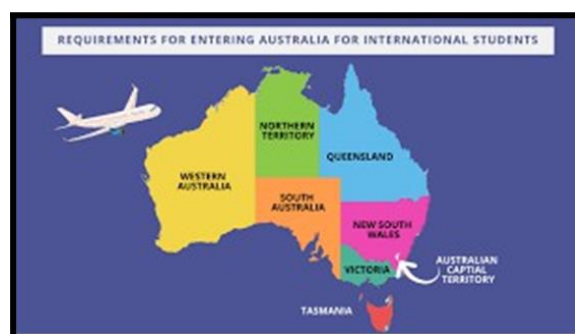 REQUIREMENTS FOR ENTERING AUSTRALIA FOR INTERNATIONAL STUDENTS
NORTHERN
TERRITORY
QUEENSLAND
WESTERN
AUSTRALIA
SOUTH
AUSTRALIA
NEW SOUTH
WALES
VICTORIA
AUSTRALIAN
CAPTIAL
TERRITORY
TASMANIA